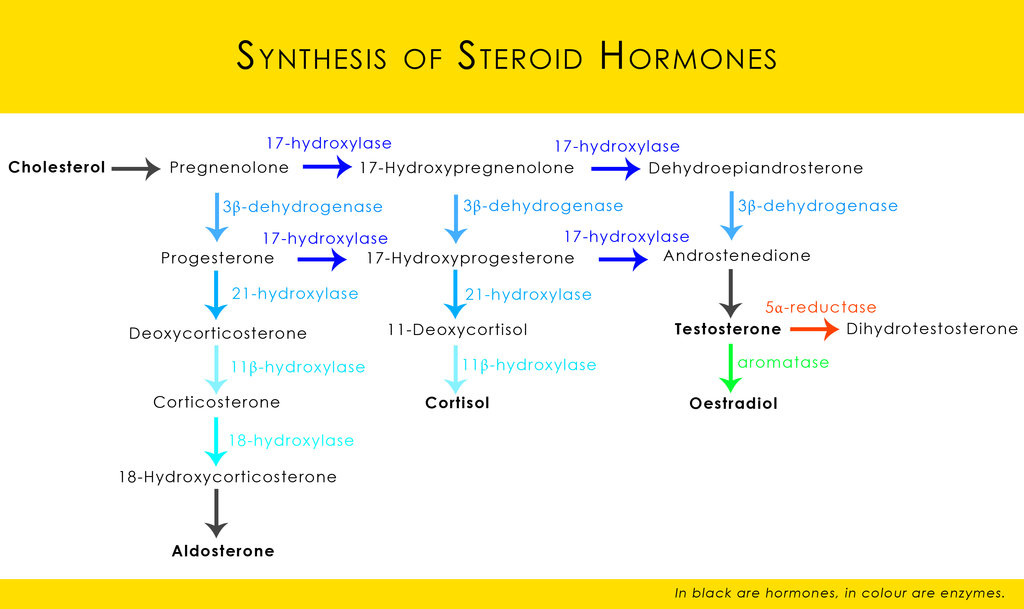 SYNTHESIS OF STEROID HORMONES
17-hydroxylase
17-hydroxylase
Cholesterol
Pregnenolone
17-Hydroxypregnenolone
Dehydroepiandrosterone
3β-dehydrogenase
3β-dehydrogenase
3β-dehydrogenase
17-hydroxylase
17-hydroxylase
Progesterone
17-Hydroxyprogesterone
Androstenedione
21-hydroxylase
21-hydroxylase
5α-reductase
Deoxycorticosterone
11-Deoxycortisol
Testosterone
Dihydrotestosterone
11β-hydroxylase
11β-hydroxylase
aromatase
Corticosterone
Cortisol
Oestradiol
18-hydroxylase
18-Hydroxycorticosterone
Aldosterone
In black are hormones, in colour are enzymes.